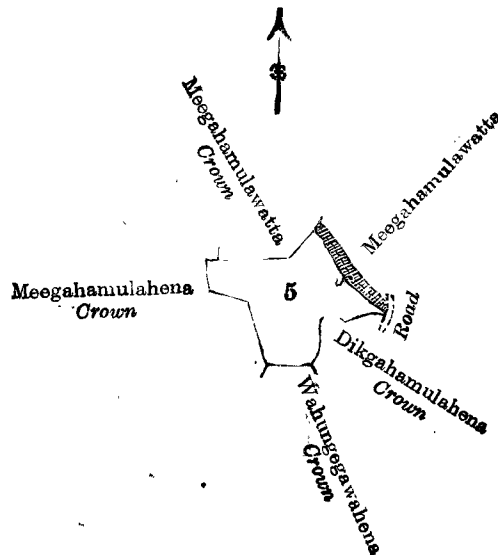 Meegahamulawatta
Crown
Meegahamulawatta
Meegahamulahena
Crown
5
Road
Dikgahamulahena
Crown
Wahungegawahena
Crown